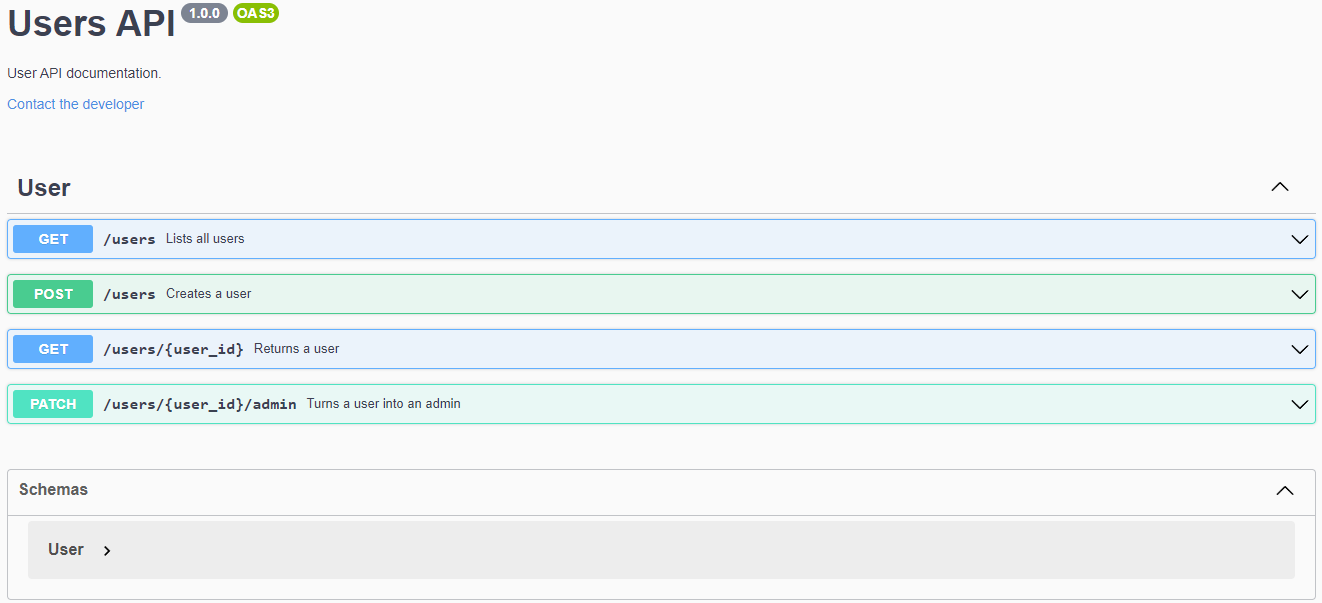 Users API 1.0.0 OAS3
User API documentation.
Contact the developer
User
GET /users Lists all users
POST /users Creates a user
GET /users/{user_id} Returns a user
PATCH /users/{user_id}/admin Turns a user into an admin
Schemas
User